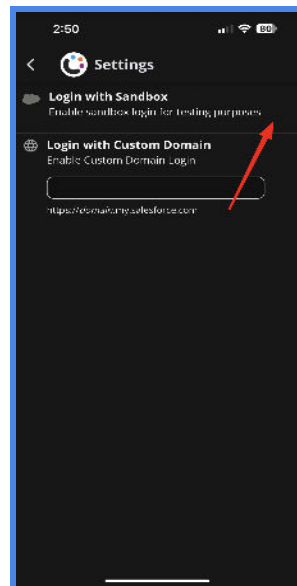 2:50
80
Settings
Login with Sandbox
Enable sandbox login for testing purposes
Login with Custom Domain
Enable Custom Domain Login
https://domain.my.salesforce.com